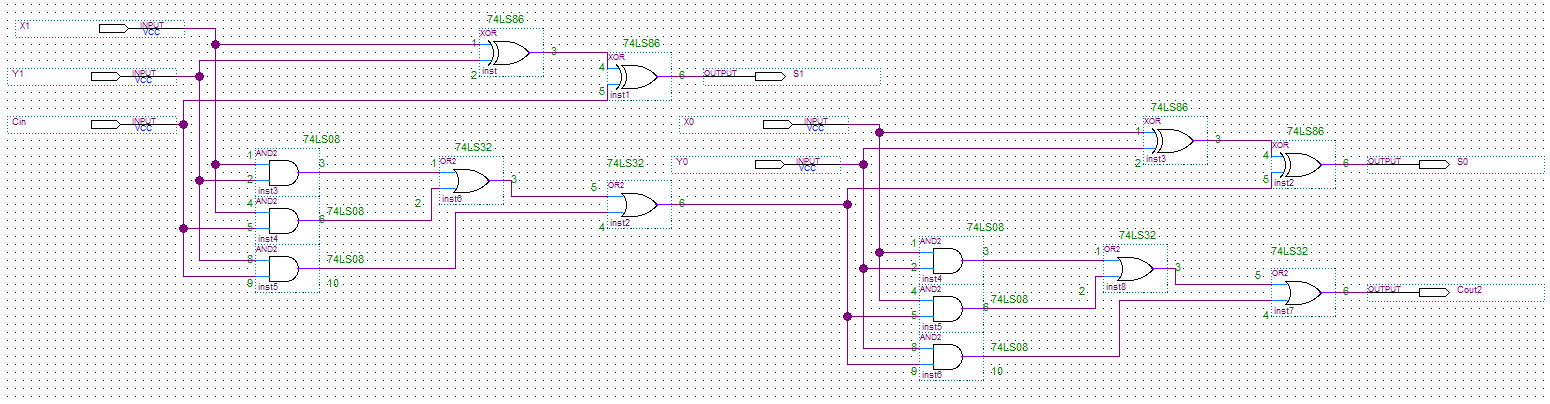 X1
INPUT
VCC
Y1
INPUT
VCC
Cin
INPUT
VCC
74LS86
XOR
1
2
3
inst
74LS86
XOR
4
5
6
inst1
OUTPUT
S1
74LS08
AND2
1
2
3
inst3
AND2
4
5
6
74LS08
inst4
AND2
8
9
74LS08
10
inst5
74LS32
OR2
1
2
3
inst6
74LS32
OR2
5
4
6
inst2
X0
INPUT
VCC
Y0
INPUT
VCC
74LS86
XOR
1
2
3
inst3
74LS86
XOR
4
5
6
inst2
OUTPUT
S0
74LS08
AND2
1
2
3
inst4
AND2
4
5
6
74LS08
inst5
AND2
8
9
74LS08
10
inst6
74LS32
OR2
1
2
3
inst8
74LS32
OR2
5
4
6
inst7
OUTPUT
Cout2